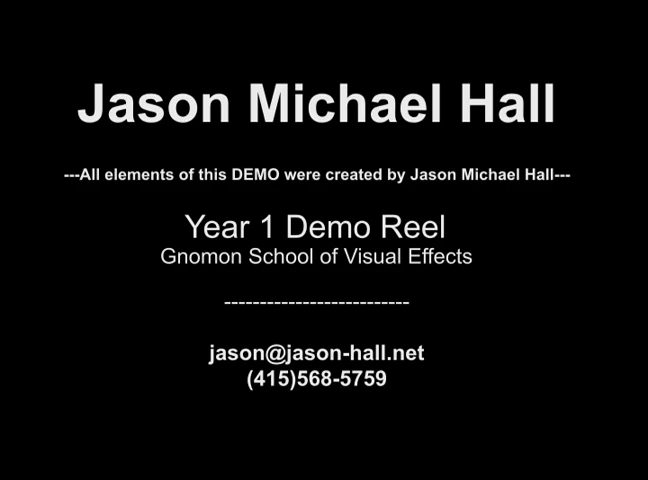 Jason Michael Hall
---All elements of this DEMO were created by Jason Michael Hall---
Year 1 Demo Reel
Gnomon School of Visual Effects
--------------------------
jason@jason-hall.net
(415)568-5759